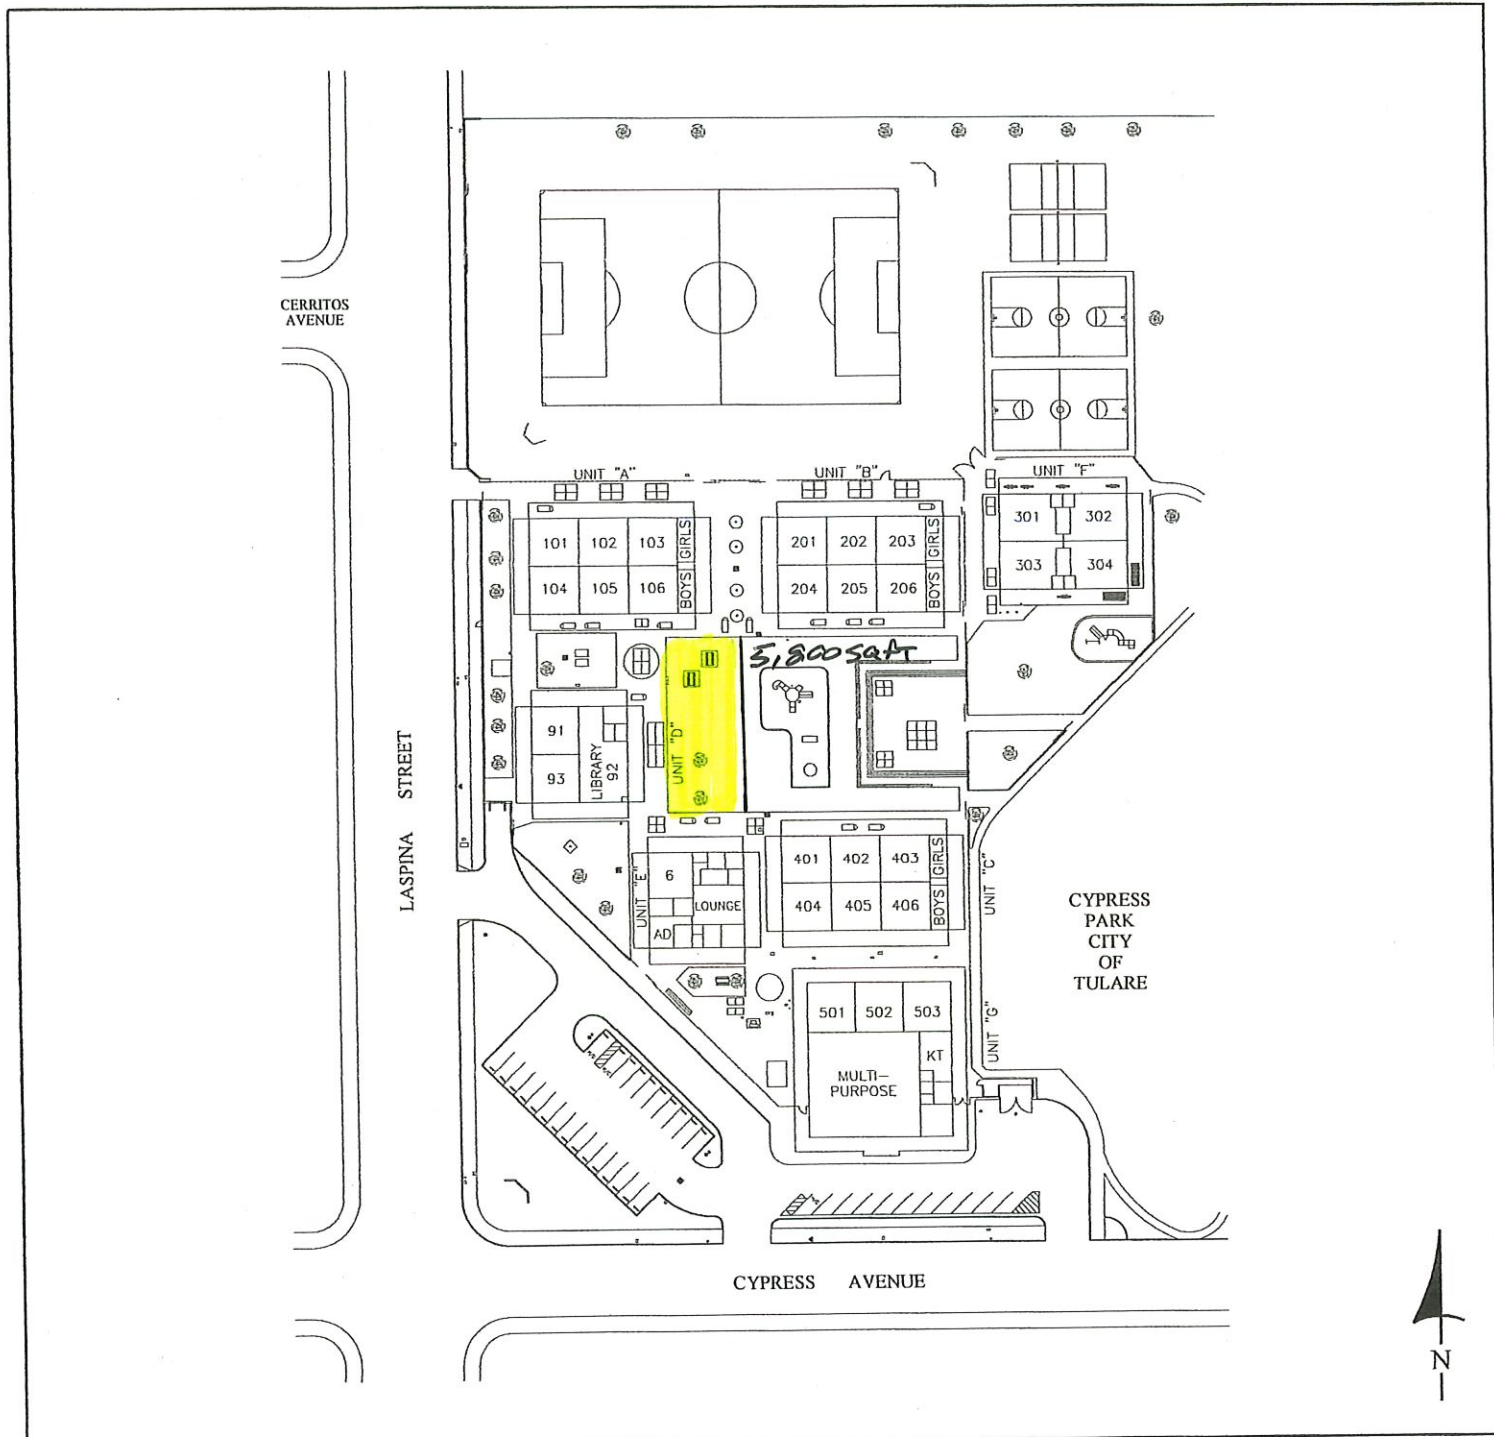 CERRITOS
AVENUE
UNIT "A"
UNIT "B"
UNIT "F"
101 102 103 GIRLS
104 105 106 BOYS
201 202 203 GIRLS
204 205 206 BOYS
301 302
303 304
5,800 SQ FT
UNIT "D"
91
93
LIBRARY
92
LASPINA STREET
UNIT "E"
6
LOUNGE
AD
401 402 403 GIRLS
404 405 406 BOYS
UNIT "C"
CYPRESS
PARK
CITY
OF
TULARE
501 502 503
KT
MULTI-
PURPOSE
UNIT "G"
CYPRESS AVENUE
N